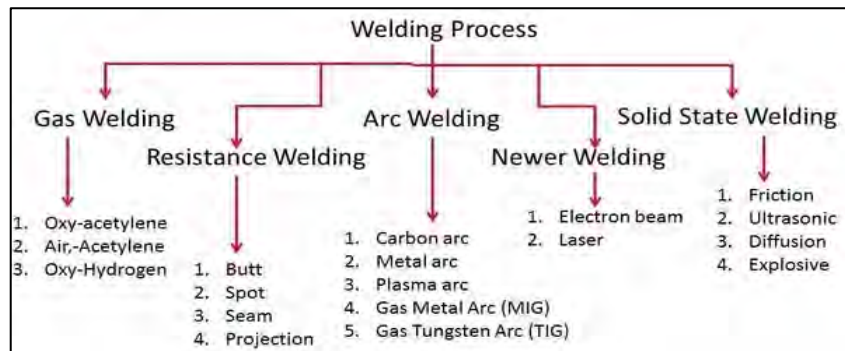 Welding Process
Gas Welding
1. Oxy-acetylene
2. Air,-Acetylene
3. Oxy-Hydrogen
Resistance Welding
1. Butt
2. Spot
3. Seam
4. Projection
Arc Welding
1. Carbon arc
2. Metal arc
3. Plasma arc
4. Gas Metal Arc (MIG)
5. Gas Tungsten Arc (TIG)
Newer Welding
1. Electron beam
2. Laser
Solid State Welding
1. Friction
2. Ultrasonic
3. Diffusion
4. Explosive